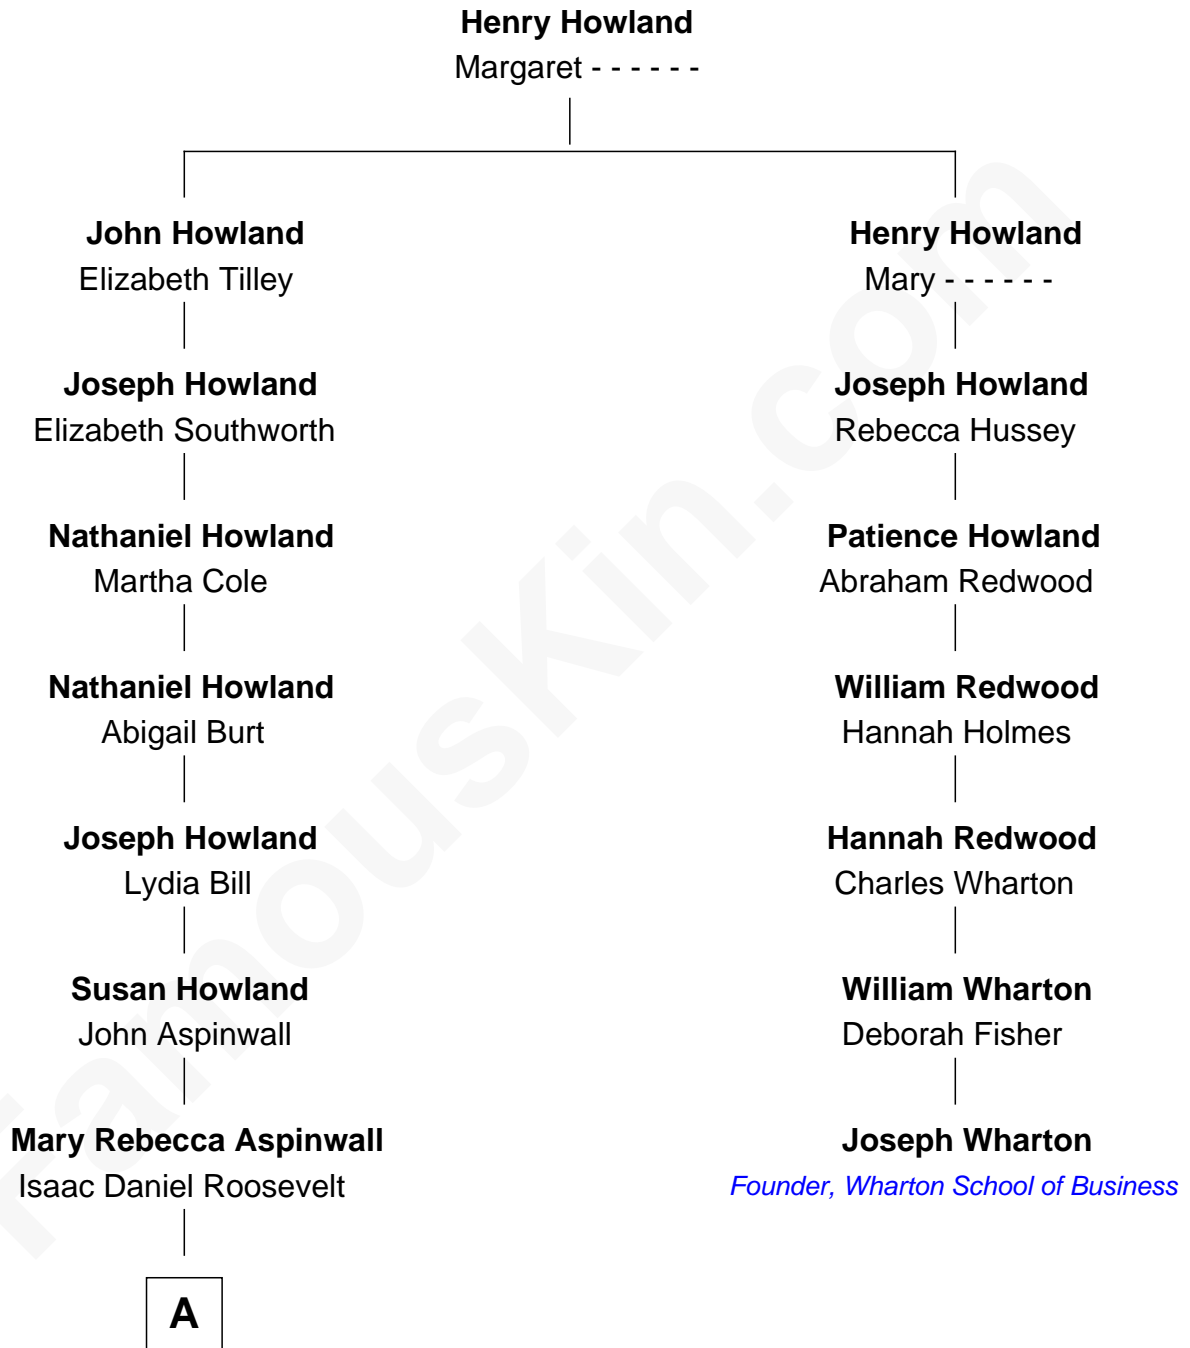 Henry Howland
Margaret - - - - - -
John Howland
Elizabeth Tilley
Henry Howland
Mary - - - - - -
Joseph Howland
Elizabeth Southworth
Joseph Howland
Rebecca Hussey
Nathaniel Howland
Martha Cole
Patience Howland
Abraham Redwood
Nathaniel Howland
Abigail Burt
William Redwood
Hannah Holmes
Joseph Howland
Lydia Bill
Hannah Redwood
Charles Wharton
Susan Howland
John Aspinwall
William Wharton
Deborah Fisher
Mary Rebecca Aspinwall
Isaac Daniel Roosevelt
Joseph Wharton
Founder, Wharton School of Business
A
FamousKin.com